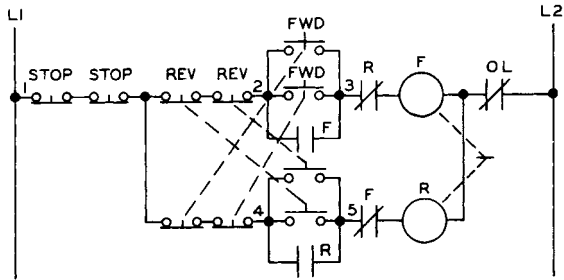 L1
L2
FWD
STOP STOP REV REV FWD R F OL
1 2 3
F
4 5 F R
R